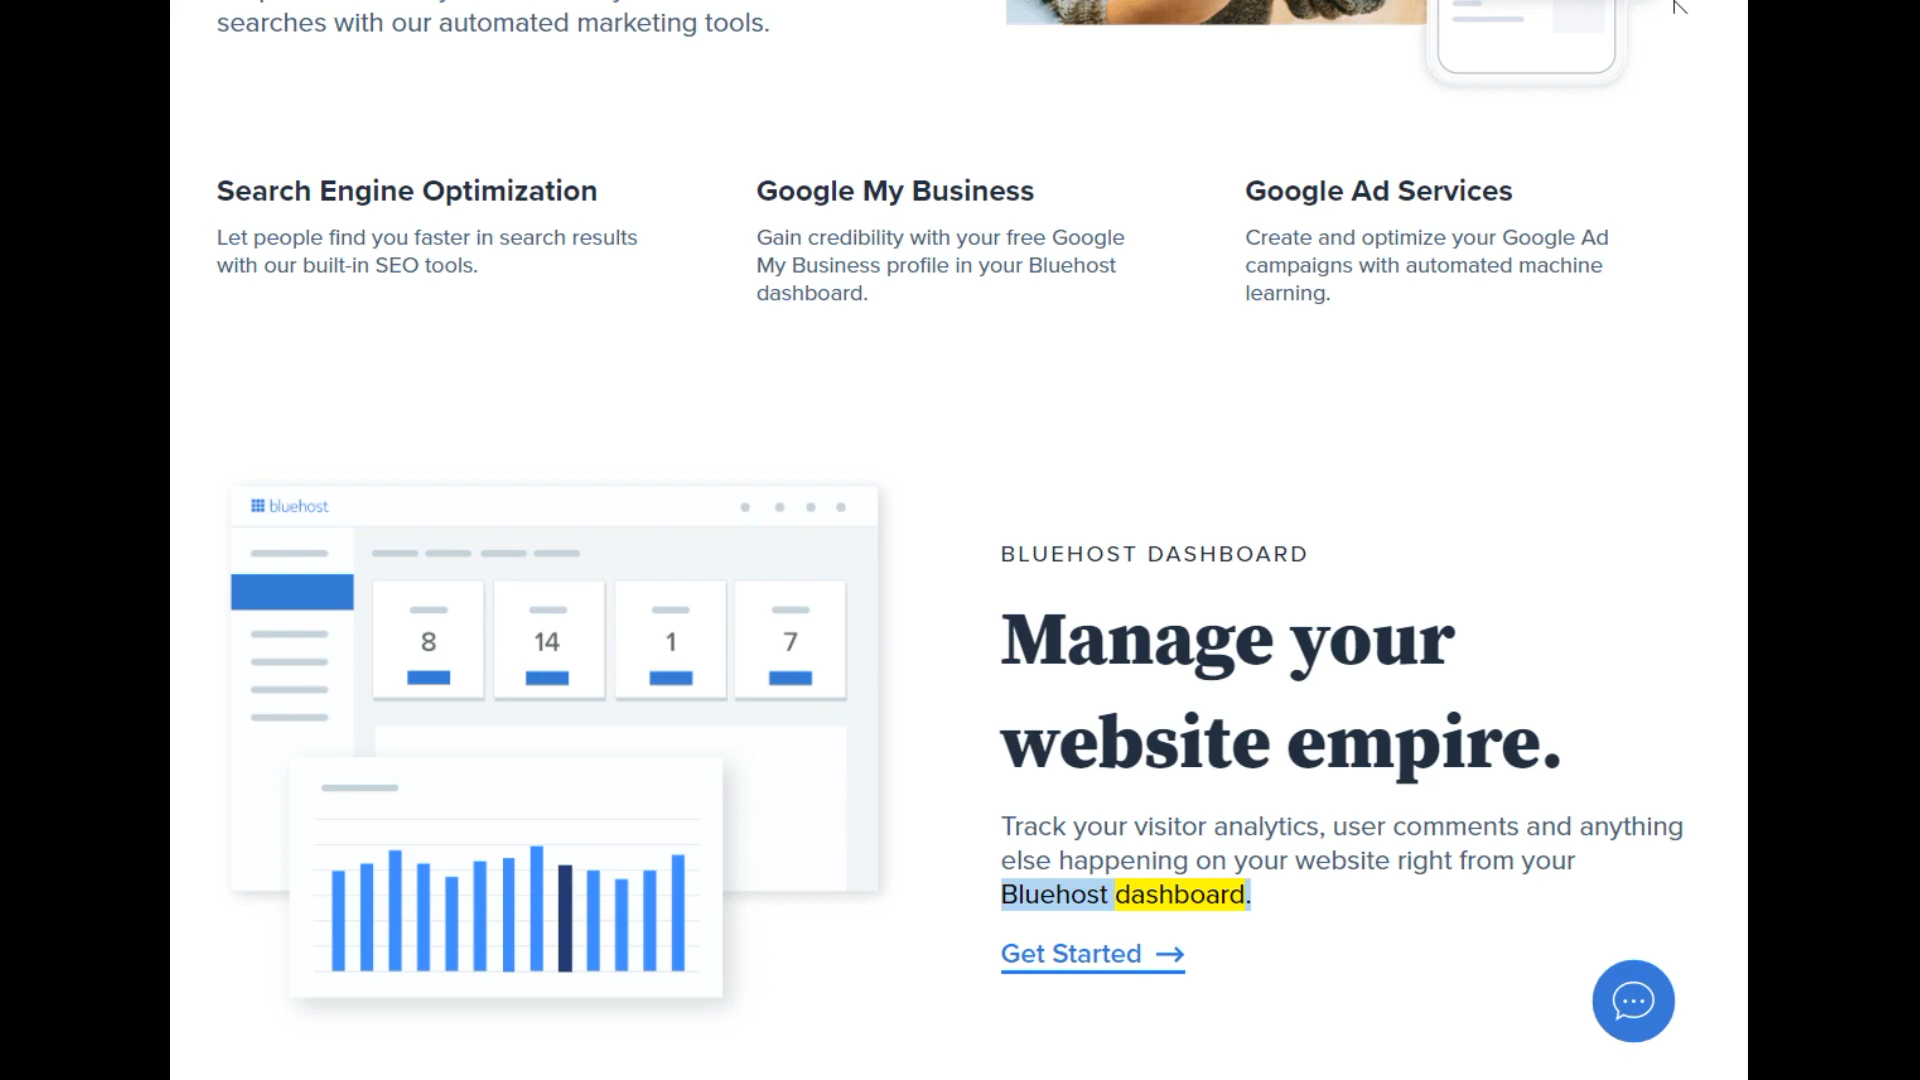 searches with our automated marketing tools.
Search Engine Optimization
Let people find you faster in search results
with our built-in SEO tools.
Google My Business
Gain credibility with your free Google
My Business profile in your Bluehost
dashboard.
Google Ad Services
Create and optimize your Google Ad
campaigns with automated machine
learning.
bluehost
8 14 1 7
BLUEHOST DASHBOARD
Manage your
website empire.
Track your visitor analytics, user comments and anything
else happening on your website right from your
Bluehost dashboard.
Get Started →